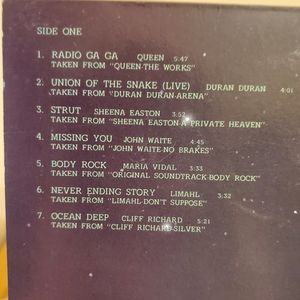 SIDE ONE
1. RADIO GA GA QUEEN 5:47
TAKEN FROM "QUEEN-THE WORKS"
2. UNION OF THE SNAKE (LIVE) DURAN DURAN 4:01
TAKEN FROM "DURAN DURAN-ARENA"
3. STRUT SHEENA EASTON 3:52
TAKEN FROM "SHEENA EASTON-A PRIVATE HEAVEN"
4. MISSING YOU JOHN WAITE 4:45
TAKEN FROM "JOHN WAITE-NO BRAKES"
5. BODY ROCK MARIA VIDAL 3:33
TAKEN FROM "ORIGINAL SOUNDTRACK-BODY ROCK"
6. NEVER ENDING STORY LIMAHL 3:32
TAKEN FROM "LIMAHL-DON'T SUPPOSE"
7. OCEAN DEEP CLIFF RICHARD 5:21
TAKEN FROM "CLIFF RICHARD-SILVER"